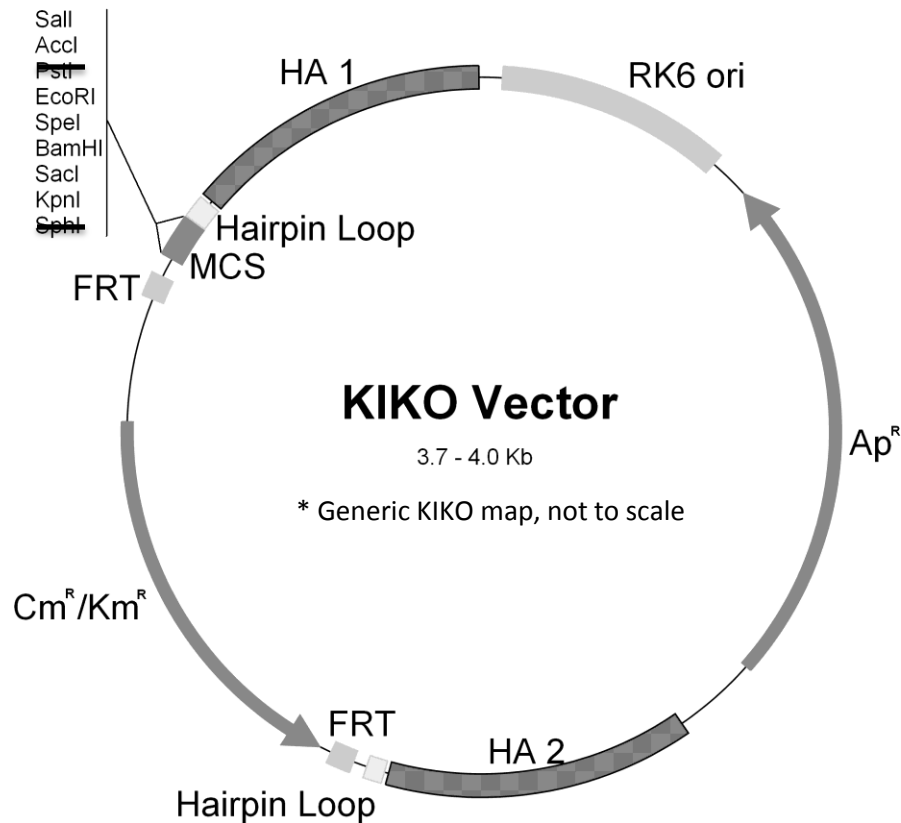 SalI
AccI
PstI
EcoRI
SpeI
BamHI
SacI
KpnI
SphI
HA 1
RK6 ori
Hairpin Loop
MCS
FRT
KIKO Vector
3.7 - 4.0 Kb
* Generic KIKO map, not to scale
Ap^R
Cm^R/Km^R
FRT
HA 2
Hairpin Loop